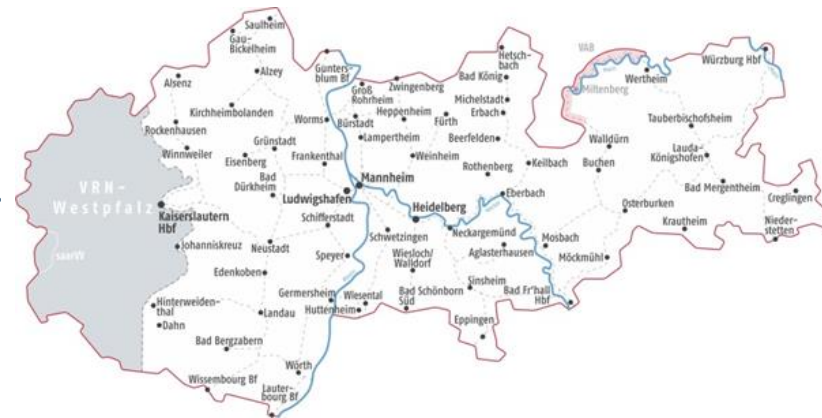 Saulheim
Gau-
Bickelheim
Alzey
Alsenz
Kirchheimbolanden
Rockenhausen
Winnweiler
Grünstadt
Eisenberg
Bad
Dürkheim
VRN-
Westpfalz
Kaiserslautern
Hbf
saarVV
Johanniskreuz
Neustadt
Edenkoben
Hinterweiden-
thal
Dahn
Landau
Bad Bergzabern
Wissembourg Bf
Wörth
Lauter-
bourg Bf
Gunters-
blum Bf
Worms
Frankenthal
Ludwigshafen
Mannheim
Schifferstadt
Speyer
Germersheim
Huttenheim
Wiesental
Groß
Rohrheim
Bürstadt
Lampertheim
Zwingenberg
Heppenheim
Fürth
Weinheim
Heidelberg
Schwetzingen
Wiesloch/
Walldorf
Bad Schönborn
Süd
Hetsch-
bach
Bad König
Michelstadt
Erbach
Beerfelden
Rothenberg
Keilbach
Eberbach
Neckargemünd
Aglasterhausen
Sinsheim
Eppingen
Bad Fr'hall
Hbf
Mosbach
Möckmühl
VAB
Miltenberg
Wertheim
Würzburg Hbf
Tauberbischofsheim
Walldürn
Buchen
Lauda-
Königshofen
Bad Mergentheim
Osterburken
Krautheim
Creglingen
Nieder-
stetten